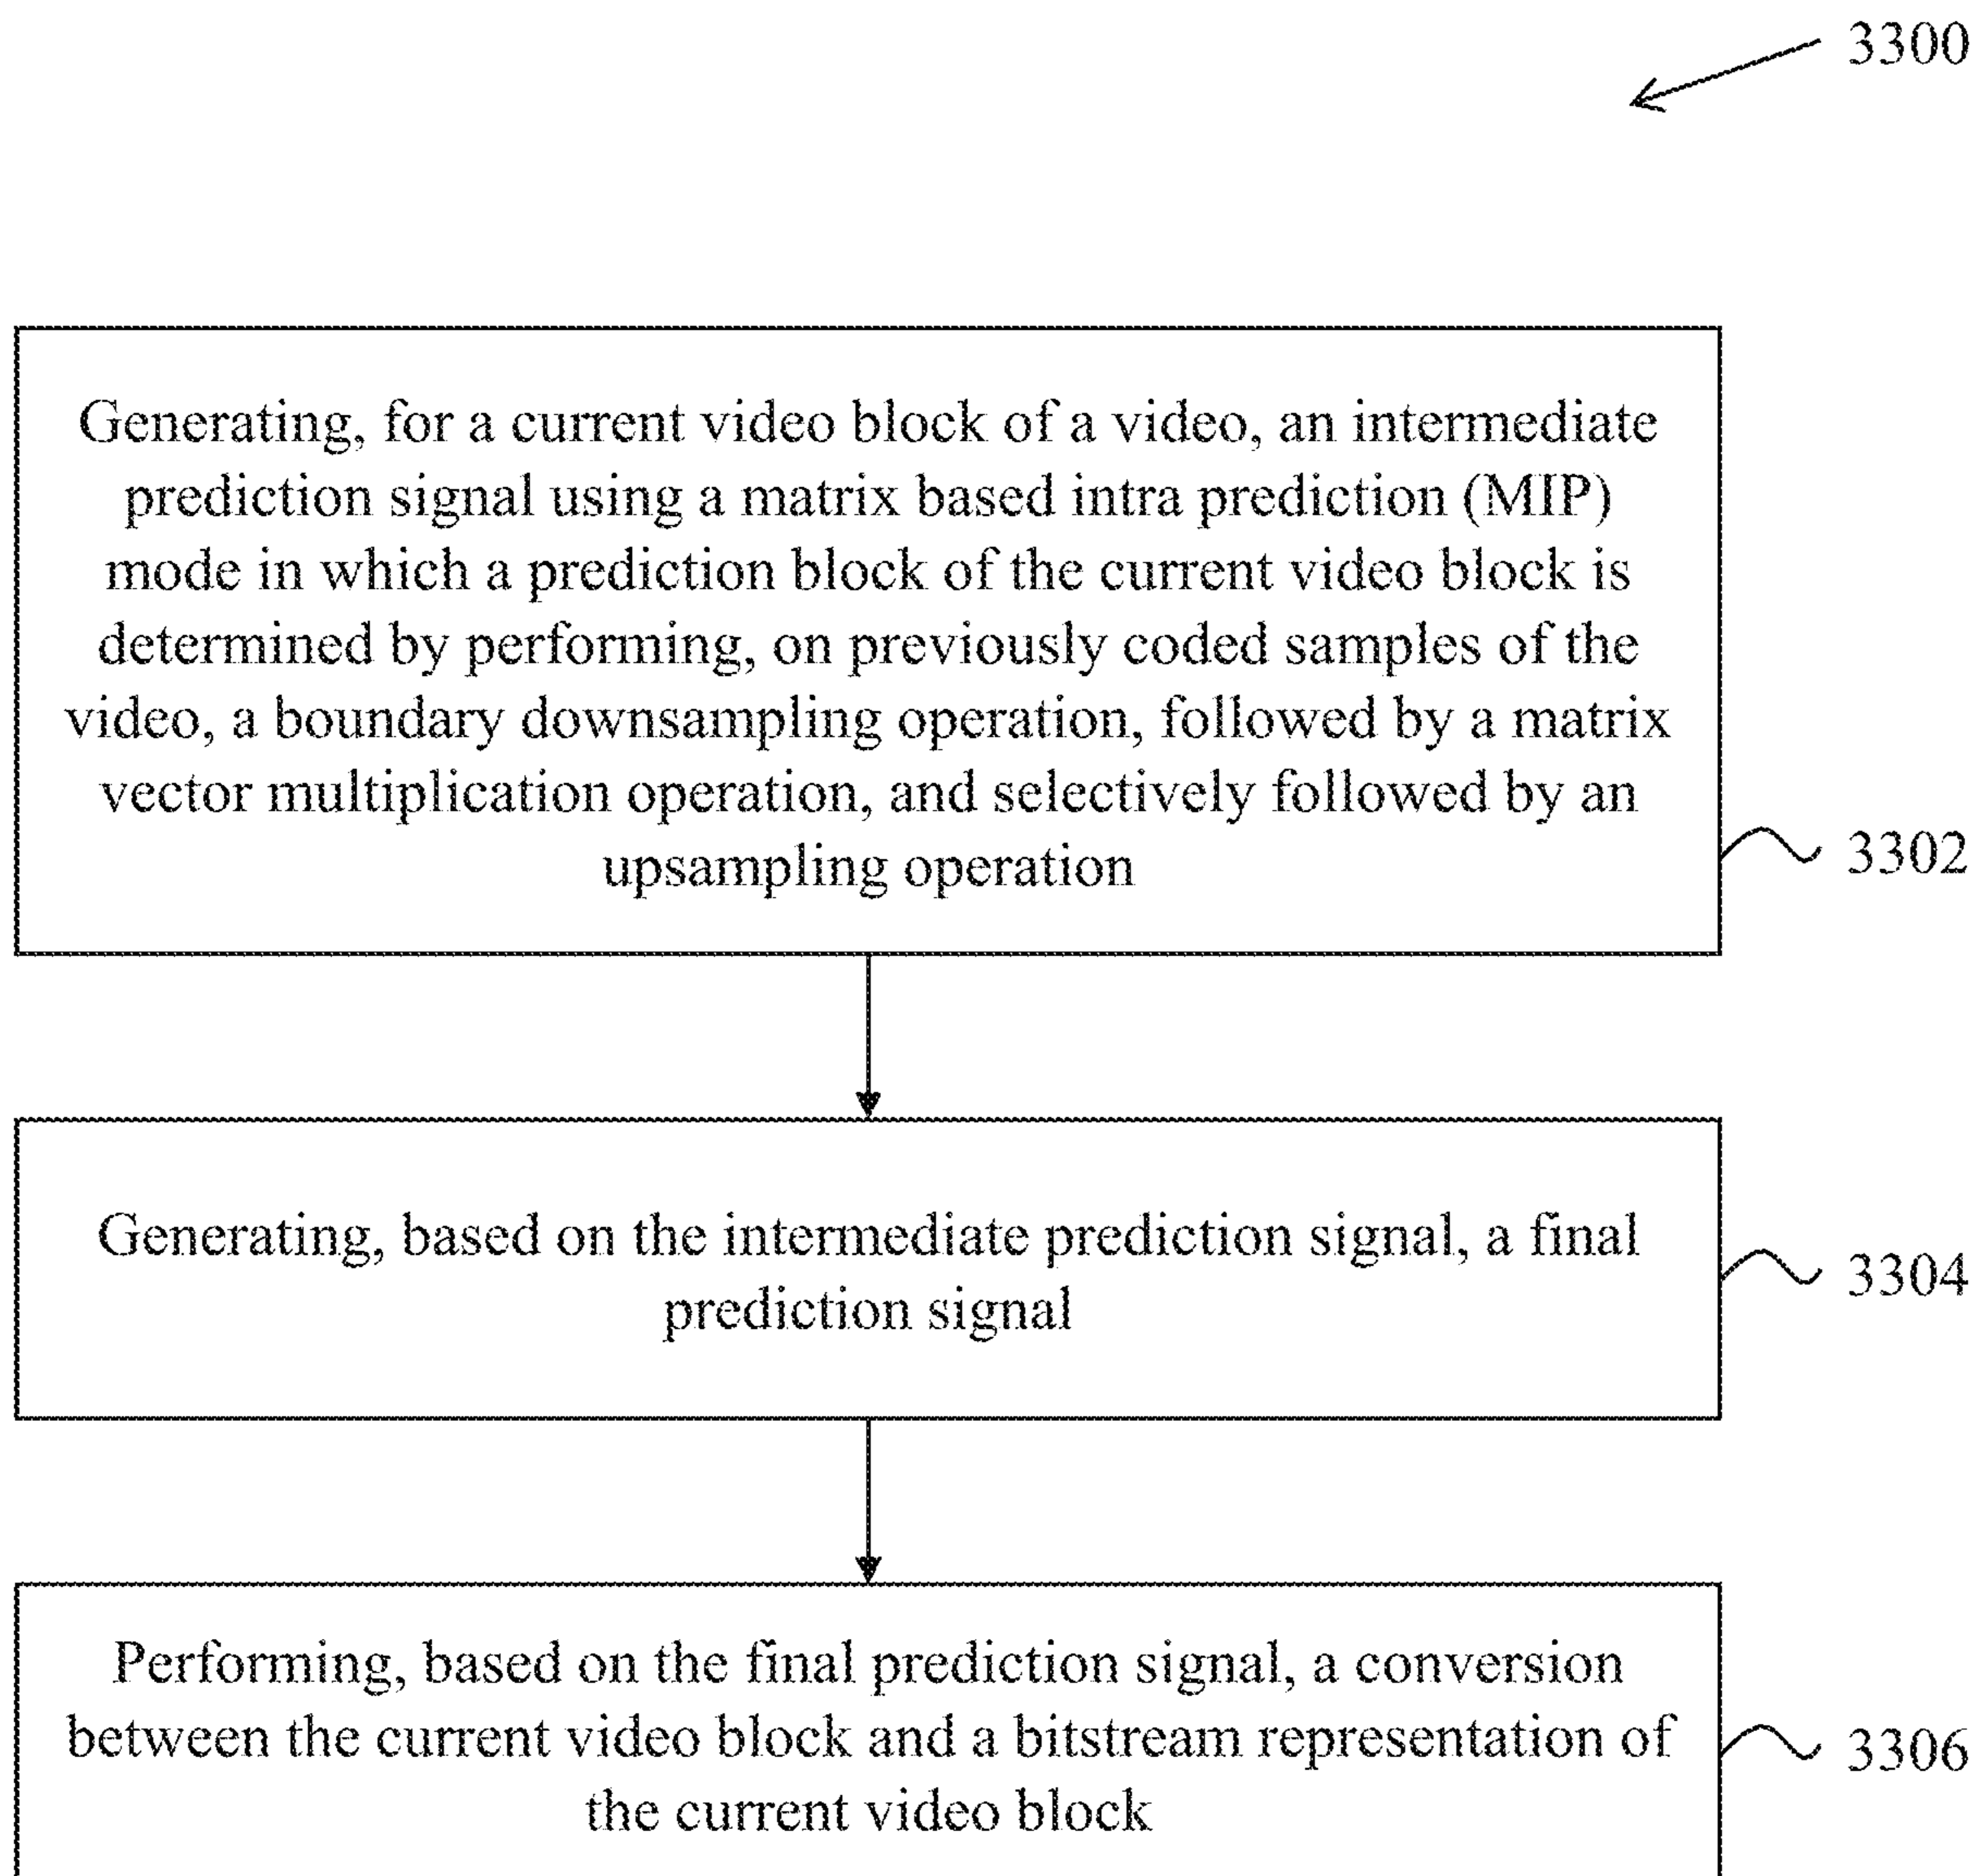 3300
Generating, for a current video block of a video, an intermediate
prediction signal using a matrix based intra prediction (MIP)
mode in which a prediction block of the current video block is
determined by performing, on previously coded samples of the
video, a boundary downsampling operation, followed by a matrix
vector multiplication operation, and selectively followed by an
upsampling operation
3302
Generating, based on the intermediate prediction signal, a final
prediction signal
3304
Performing, based on the final prediction signal, a conversion
between the current video block and a bitstream representation of
the current video block
3306